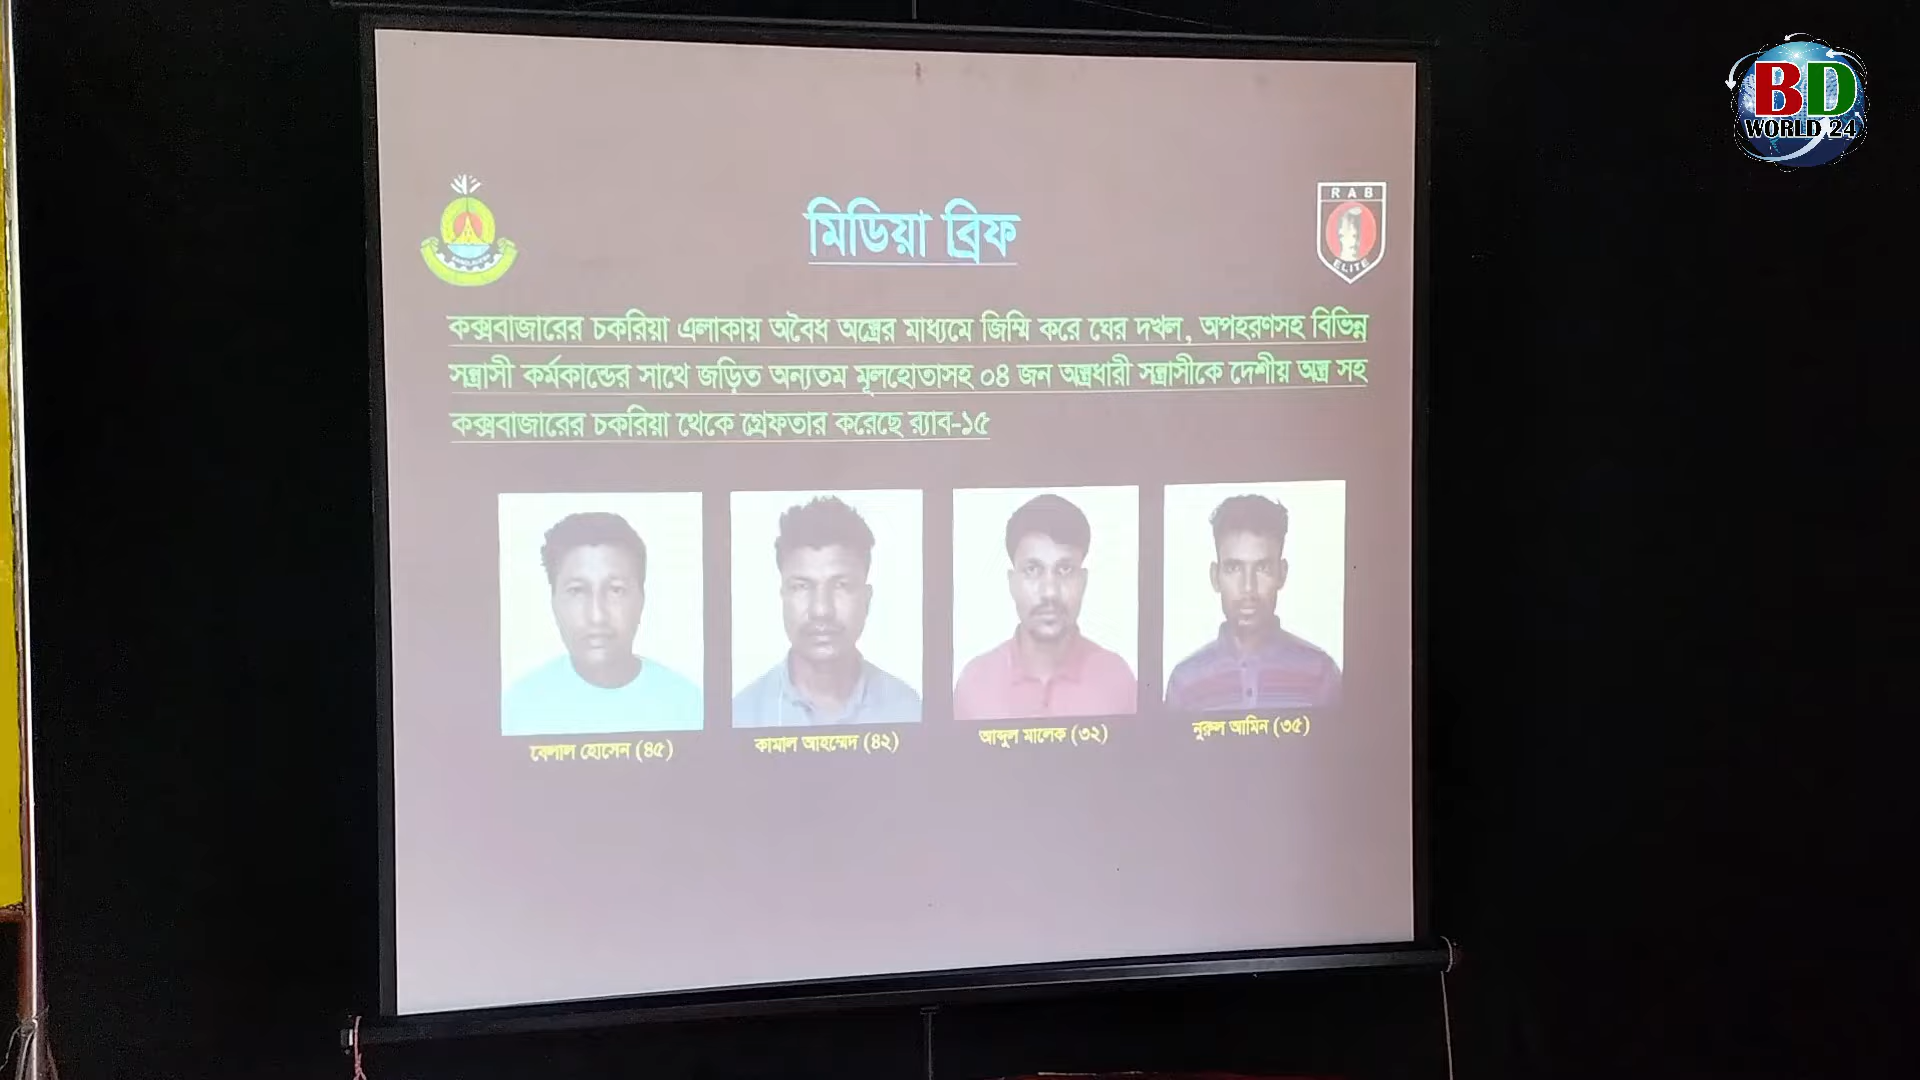 BD
WORLD 24
RAB
ELITE
মিডিয়া ব্রিফ
কক্সবাজারের চকরিয়া এলাকায় অবৈধ অস্ত্রের মাধ্যমে জিম্মি করে ঘের দখল, অপহরণসহ বিভিন্ন
সন্ত্রাসী কর্মকান্ডের সাথে জড়িত অন্যতম মূলহোতাসহ ০৪ জন অস্ত্রধারী সন্ত্রাসীকে দেশীয় অস্ত্র সহ
কক্সবাজারের চকরিয়া থেকে গ্রেফতার করেছে র‍্যাব-১৫
বেলাল হোসেন (৪৫)
কামাল আহম্মেদ (৪২)
আব্দুল মালেক (৩২)
নুরুল আমিন (৩৫)